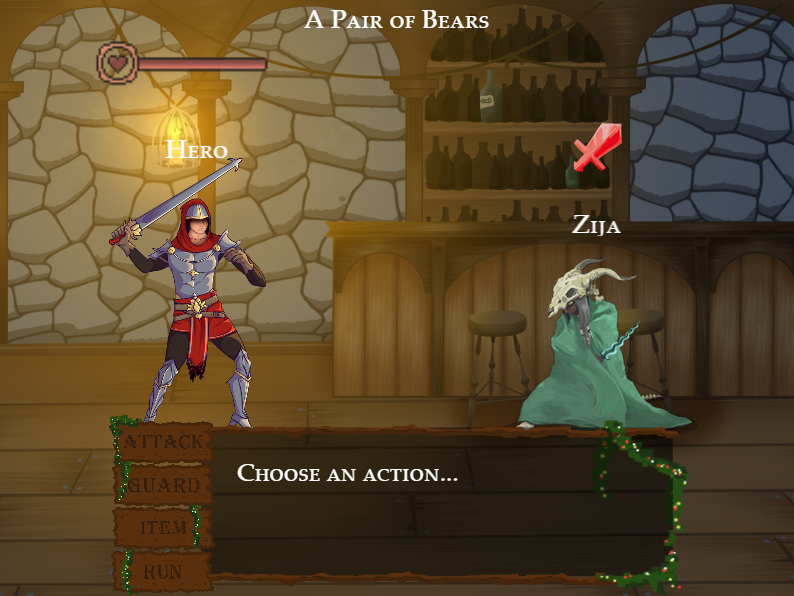 A Pair of Bears
Hero
Zija
Attack
Guard
Item
Run
Choose an action...